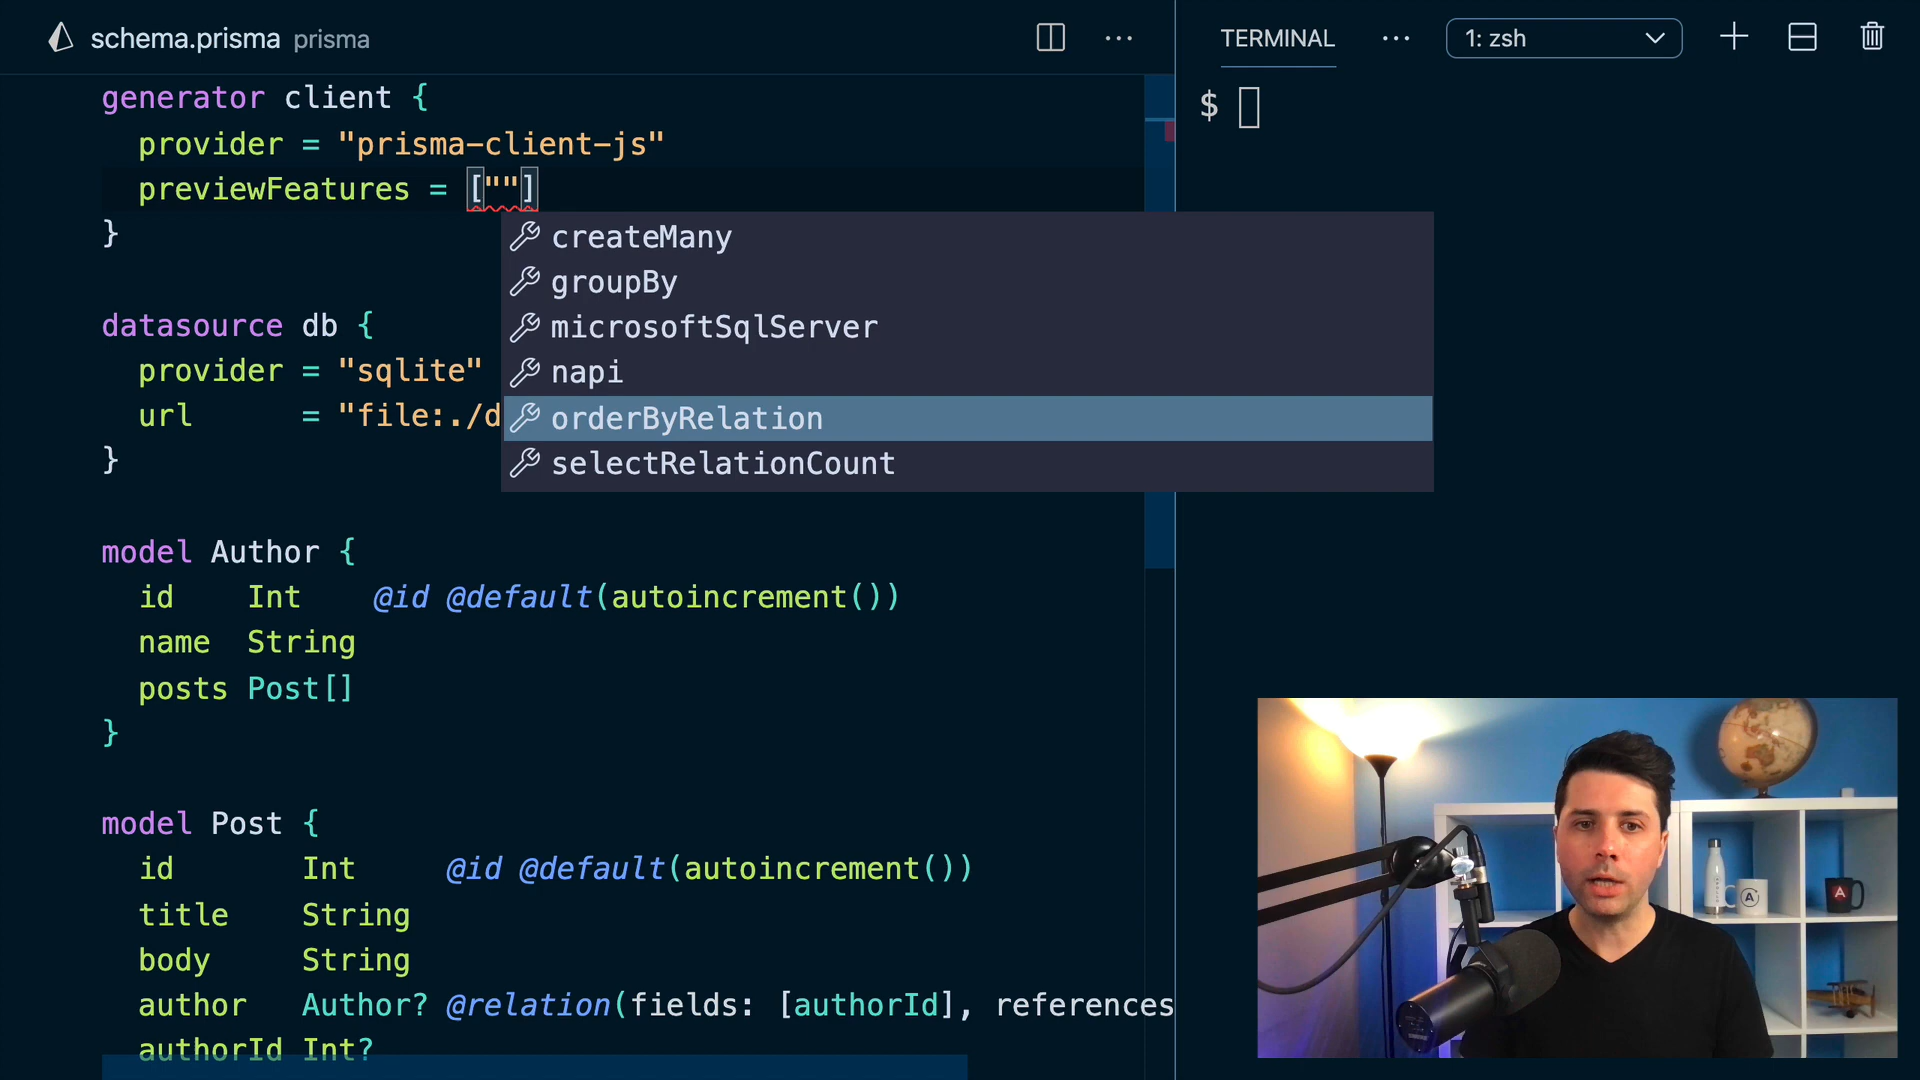 schema.prisma prisma
generator client {
provider = "prisma-client-js"
previewFeatures = [""]
}
createMany
groupBy
microsoftSqlServer
napi
orderByRelation
selectRelationCount
datasource db {
provider = "sqlite"
url = "file:./d
}
model Author {
id Int @id @default(autoincrement())
name String
posts Post[]
}
model Post {
id Int @id @default(autoincrement())
title String
body String
author Author? @relation(fields: [authorId], references
authorId Int?
TERMINAL
1: zsh
$
A
A